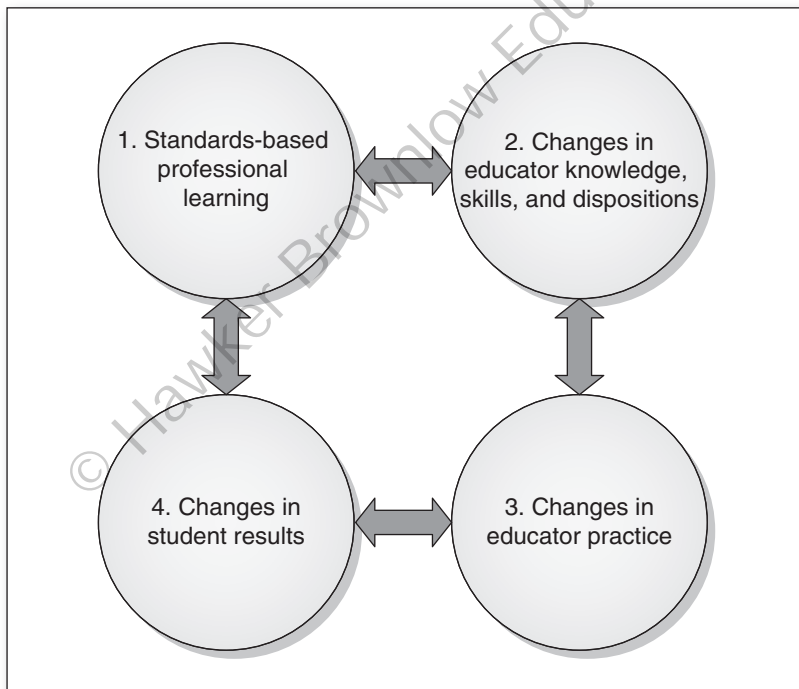 1. Standards-based
professional
learning
2. Changes in
educator knowledge,
skills, and dispositions
4. Changes in
student results
3. Changes in
educator practice
© Hawker Brownlow Edu